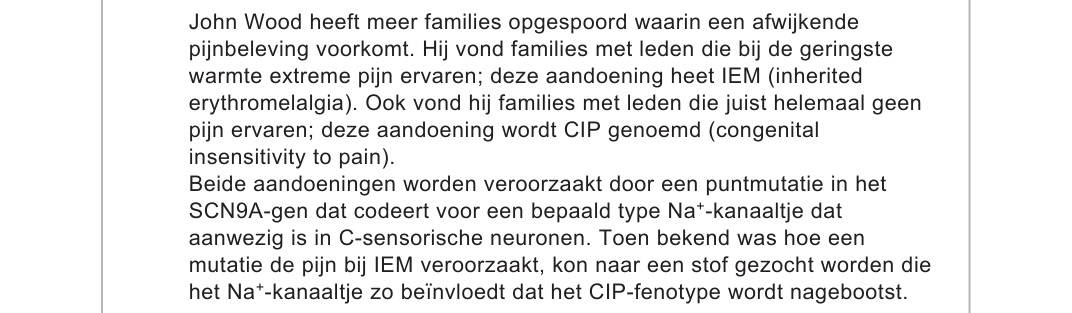 John Wood heeft meer families opgespoord waarin een afwijkende
pijnbeleving voorkomt. Hij vond families met leden die bij de geringste
warmte extreme pijn ervaren; deze aandoening heet IEM (inherited
erythromelalgia). Ook vond hij families met leden die juist helemaal geen
pijn ervaren; deze aandoening wordt CIP genoemd (congenital
insensitivity to pain).
Beide aandoeningen worden veroorzaakt door een puntmutatie in het
SCN9A-gen dat codeert voor een bepaald type Na⁺-kanaaltje dat
aanwezig is in C-sensorische neuronen. Toen bekend was hoe een
mutatie de pijn bij IEM veroorzaakt, kon naar een stof gezocht worden die
het Na⁺-kanaaltje zo beïnvloedt dat het CIP-fenotype wordt nagebootst.